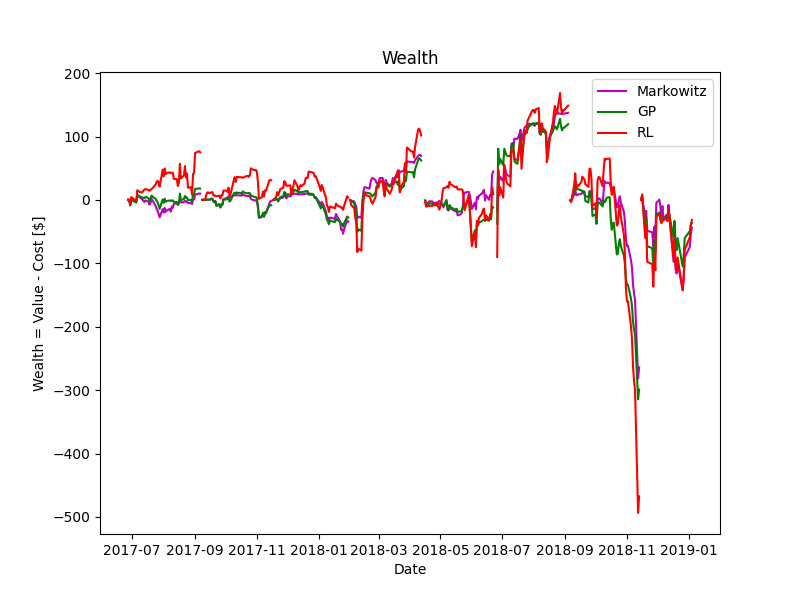 Wealth
Markowitz
GP
RL
Wealth = Value - Cost [$]
200
100
0
−100
−200
−300
−400
−500
2017-07 2017-09 2017-11 2018-01 2018-03 2018-05 2018-07 2018-09 2018-11 2019-01
Date